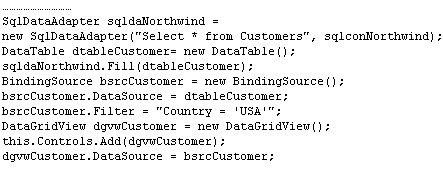 ..............................
SqlDataAdapter sqldaNorthwind =
new SqlDataAdapter("Select * from Customers", sqlconNorthwind);
DataTable dtableCustomer= new DataTable();
sqldaNorthwind.Fill(dtableCustomer);
BindingSource bsrcCustomer = new BindingSource();
bsrcCustomer.DataSource = dtableCustomer;
bsrcCustomer.Filter = "Country = 'USA'";
DataGridView dgvwCustomer = new DataGridView();
this.Controls.Add(dgvwCustomer);
dgvwCustomer.DataSource = bsrcCustomer;